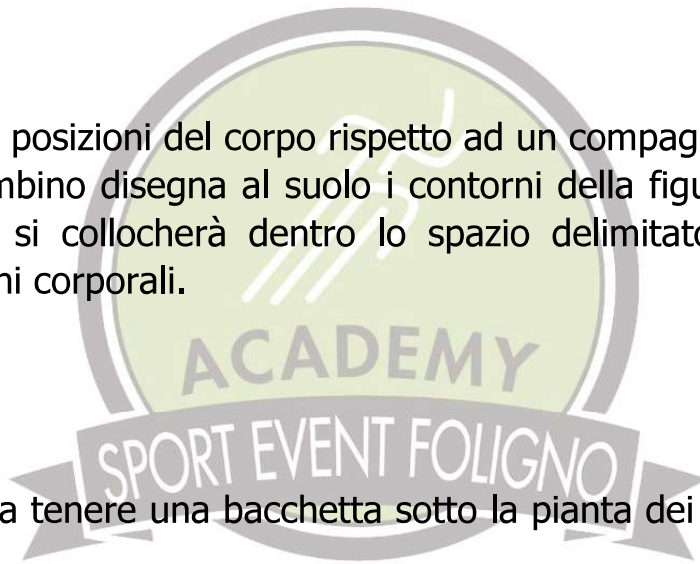 posizioni del corpo rispetto ad un compag
mbino disegna al suolo i contorni della figu
si collocherà dentro lo spazio delimitato
ni corporali.
ACADEMY
SPORT EVENT FOLIGNO
a tenere una bacchetta sotto la pianta dei